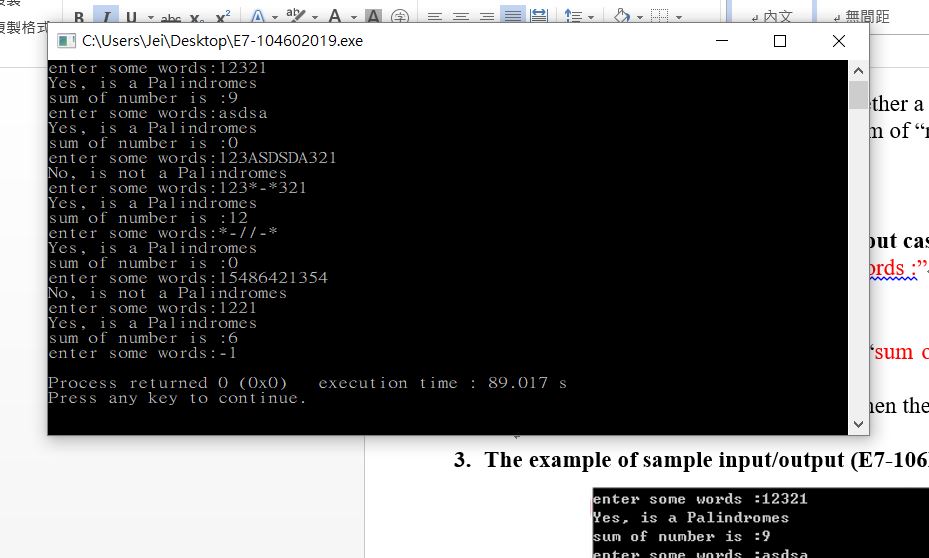 複製格式
B I U abc x₂ x² A ab A A 字
↲ 內文
↲ 無間距
C:\Users\Jei\Desktop\E7-104602019.exe
enter some words:12321
Yes, is a Palindromes
sum of number is :9
enter some words:asdsa
Yes, is a Palindromes
sum of number is :0
enter some words:123ASDSDA321
No, is not a Palindromes
enter some words:123*-*321
Yes, is a Palindromes
sum of number is :12
enter some words:*-//-*
Yes, is a Palindromes
sum of number is :0
enter some words:15486421354
No, is not a Palindromes
enter some words:1221
Yes, is a Palindromes
sum of number is :6
enter some words:-1
Process returned 0 (0x0)   execution time : 89.017 s
Press any key to continue.
ther a
m of “
out cas
ords :”
“sum o
hen the
3. The example of sample input/output (E7-106
enter some words :12321
Yes, is a Palindromes
sum of number is :9
enter some words :asdsa